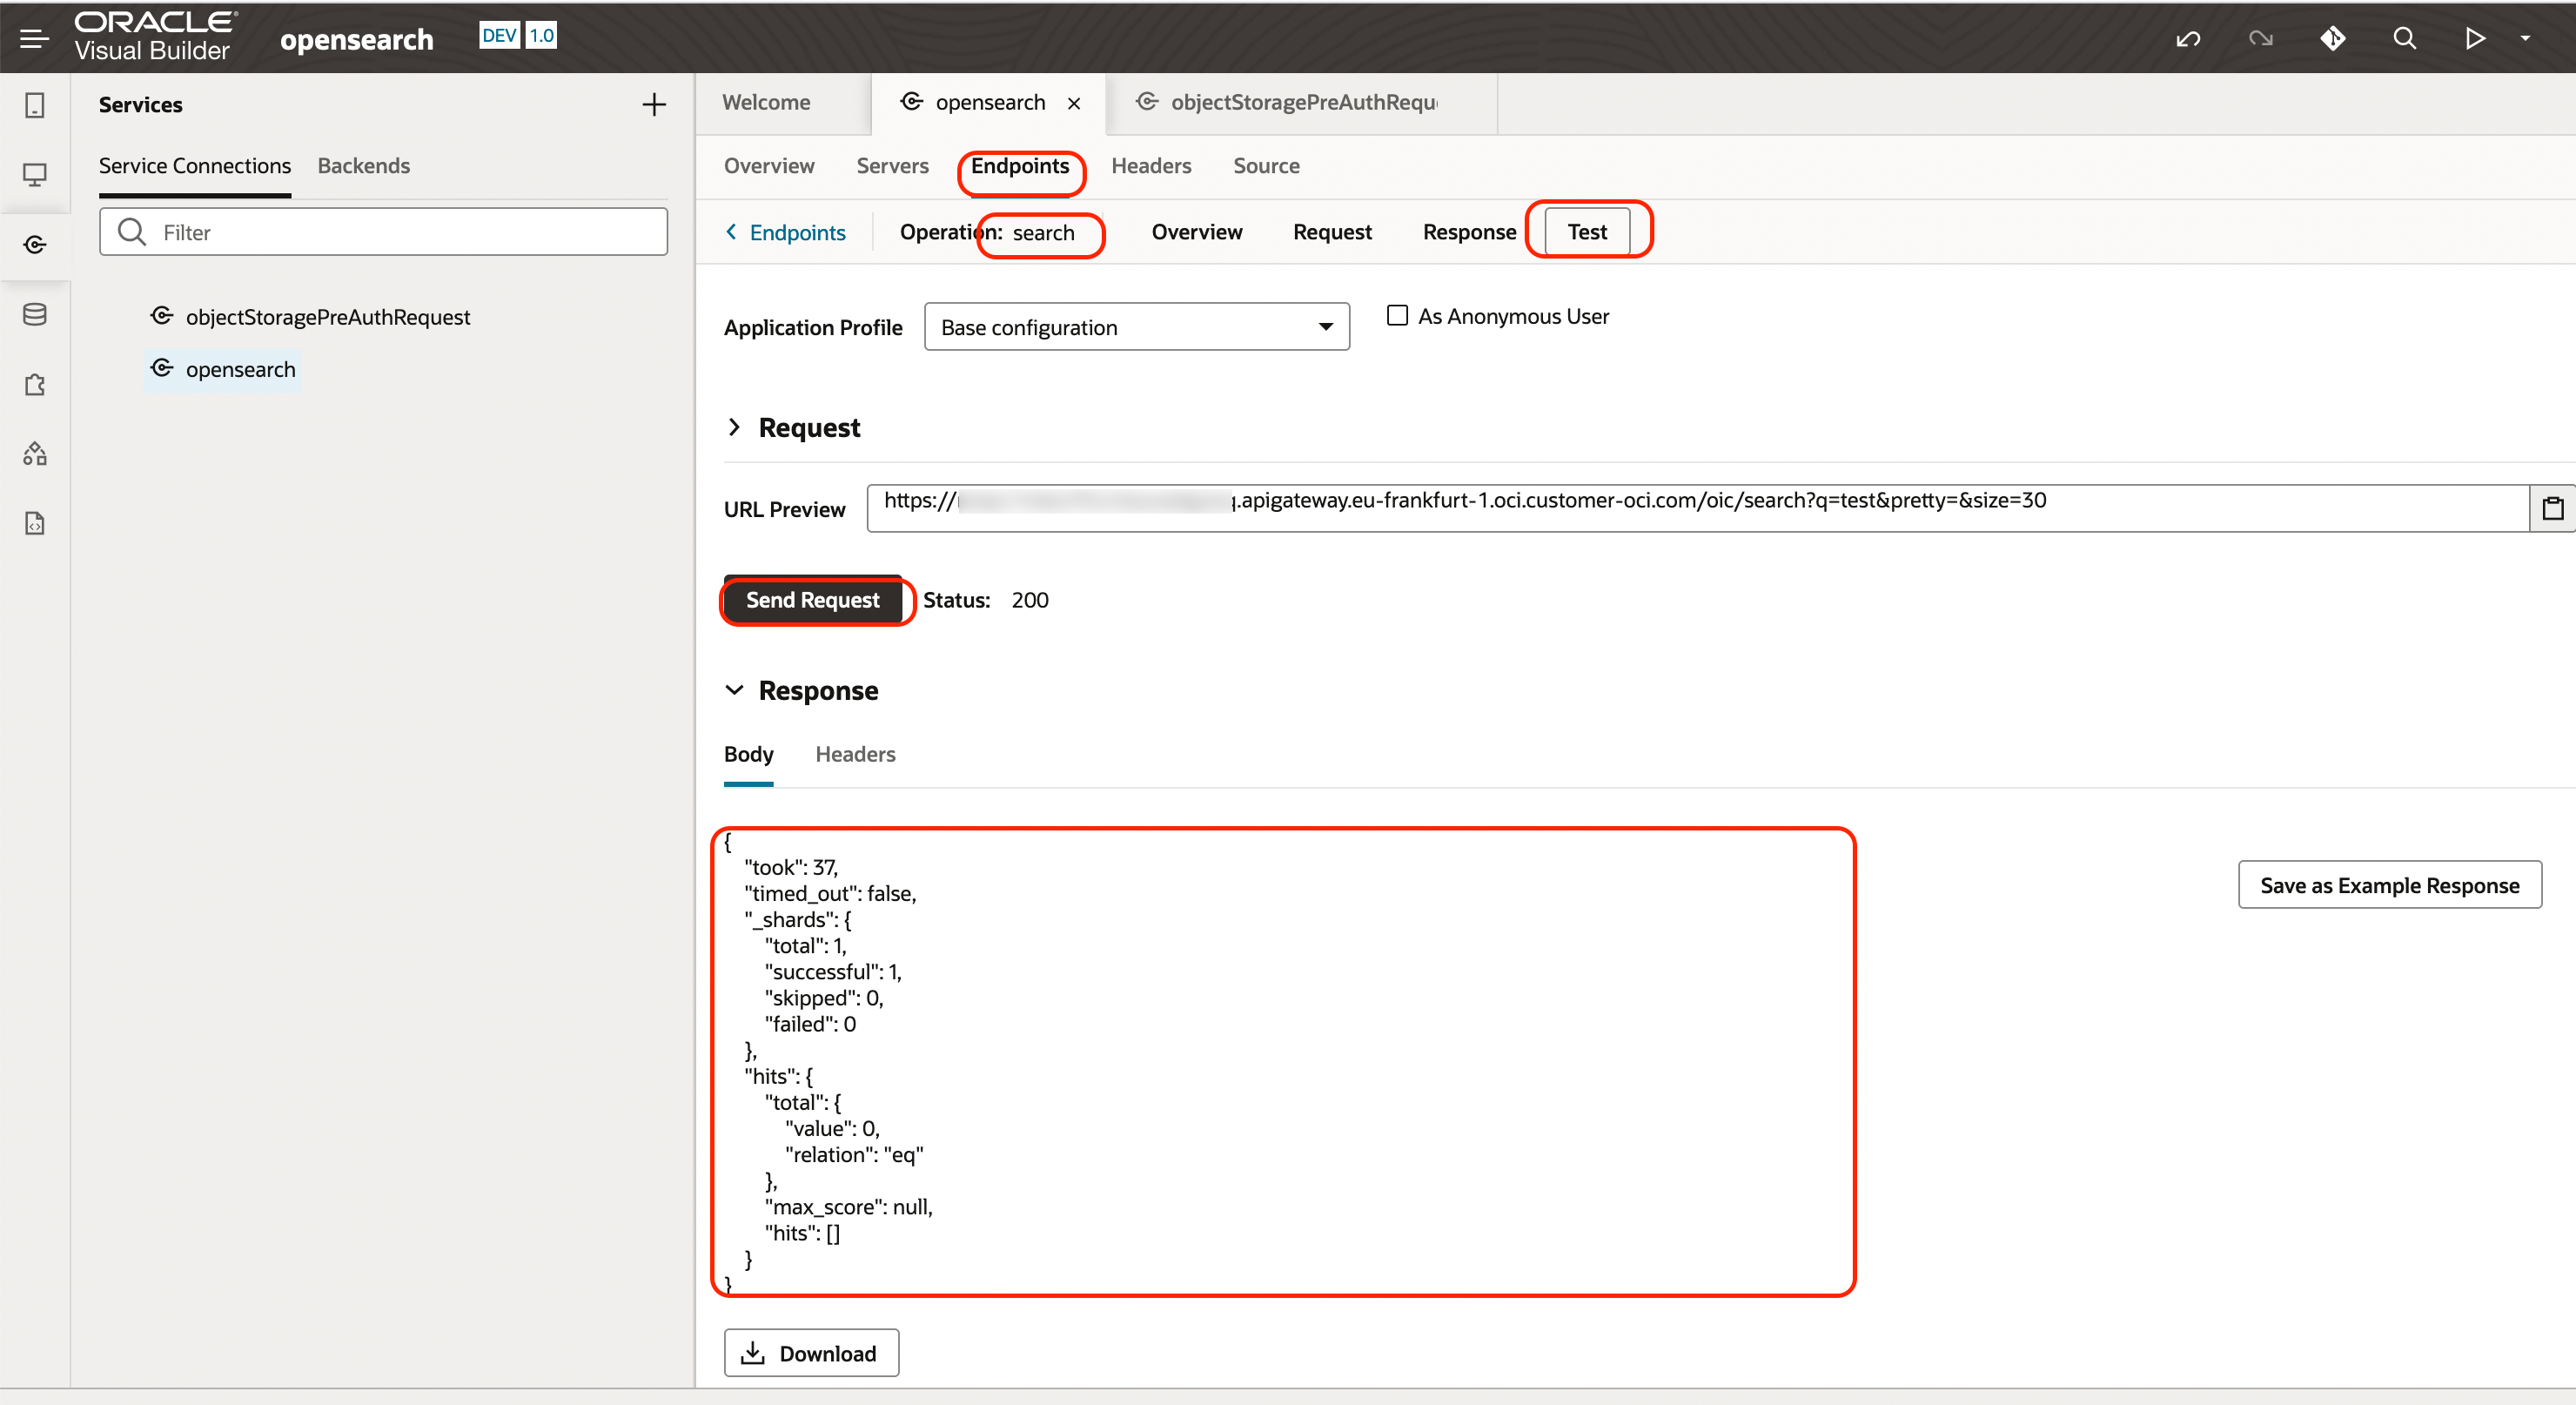 ORACLE
Visual Builder
opensearch
DEV 1.0
Services
Service Connections Backends
Filter
objectStoragePreAuthRequest
opensearch
Welcome opensearch × objectStoragePreAuthRequ
Overview Servers Endpoints Headers Source
Endpoints Operation: search Overview Request Response Test
Application Profile Base configuration As Anonymous User
Request
URL Preview https:// q.apigateway.eu-frankfurt-1.oci.customer-oci.com/oic/search?q=test&pretty=&size=30
Send Request Status: 200
Response
Body Headers
{
"took": 37,
"timed_out": false,
"_shards": {
"total": 1,
"successful": 1,
"skipped": 0,
"failed": 0
},
"hits": {
"total": {
"value": 0,
"relation": "eq"
},
"max_score": null,
"hits": []
}
}
Save as Example Response
Download